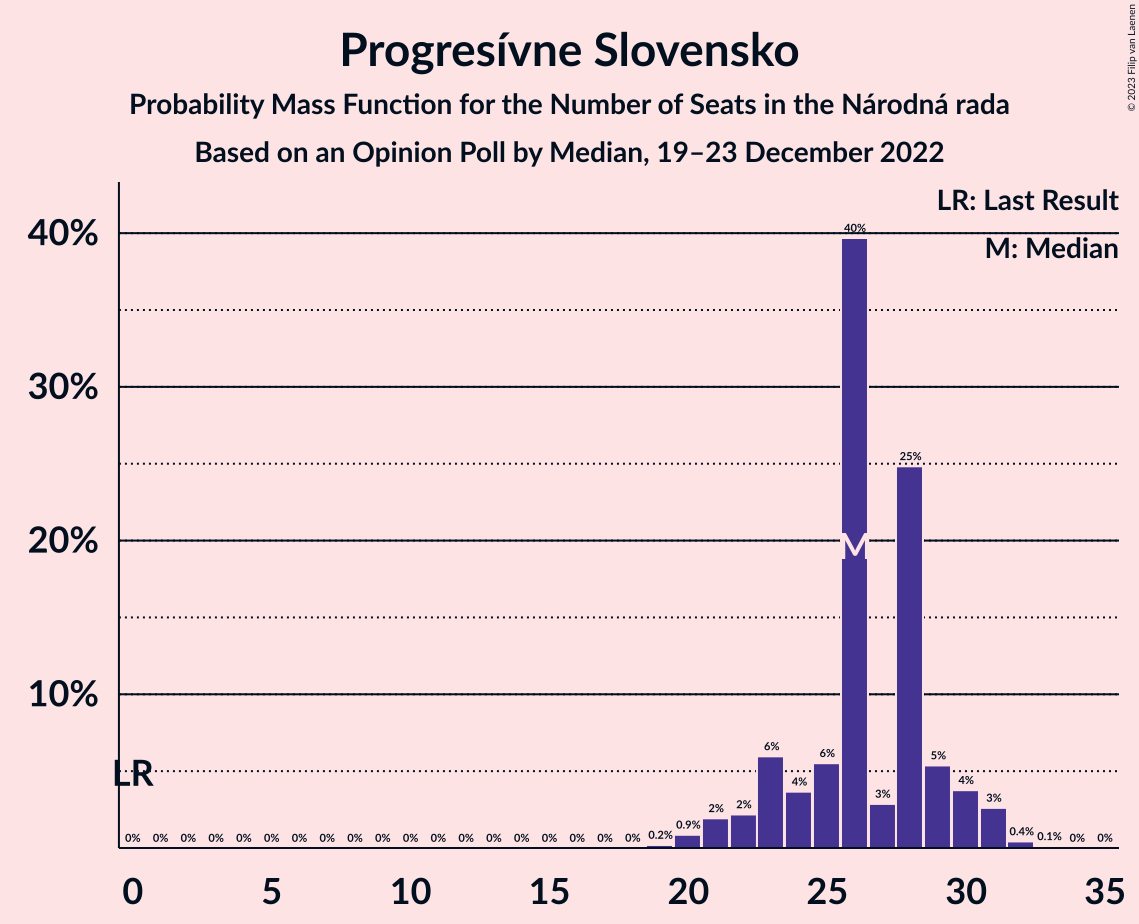 Progresívne Slovensko
Probability Mass Function for the Number of Seats in the Národná rada
Based on an Opinion Poll by Median, 19–23 December 2022
© 2023 Filip van Laenen
LR: Last Result
M: Median
40%
30%
20%
10%
LR
M
0% 0% 0% 0% 0% 0% 0% 0% 0% 0% 0% 0% 0% 0% 0% 0% 0% 0% 0% 0.2% 0.9% 2% 2% 6% 4% 6% 40% 3% 25% 5% 4% 3% 0.4% 0.1% 0% 0%
0 5 10 15 20 25 30 35